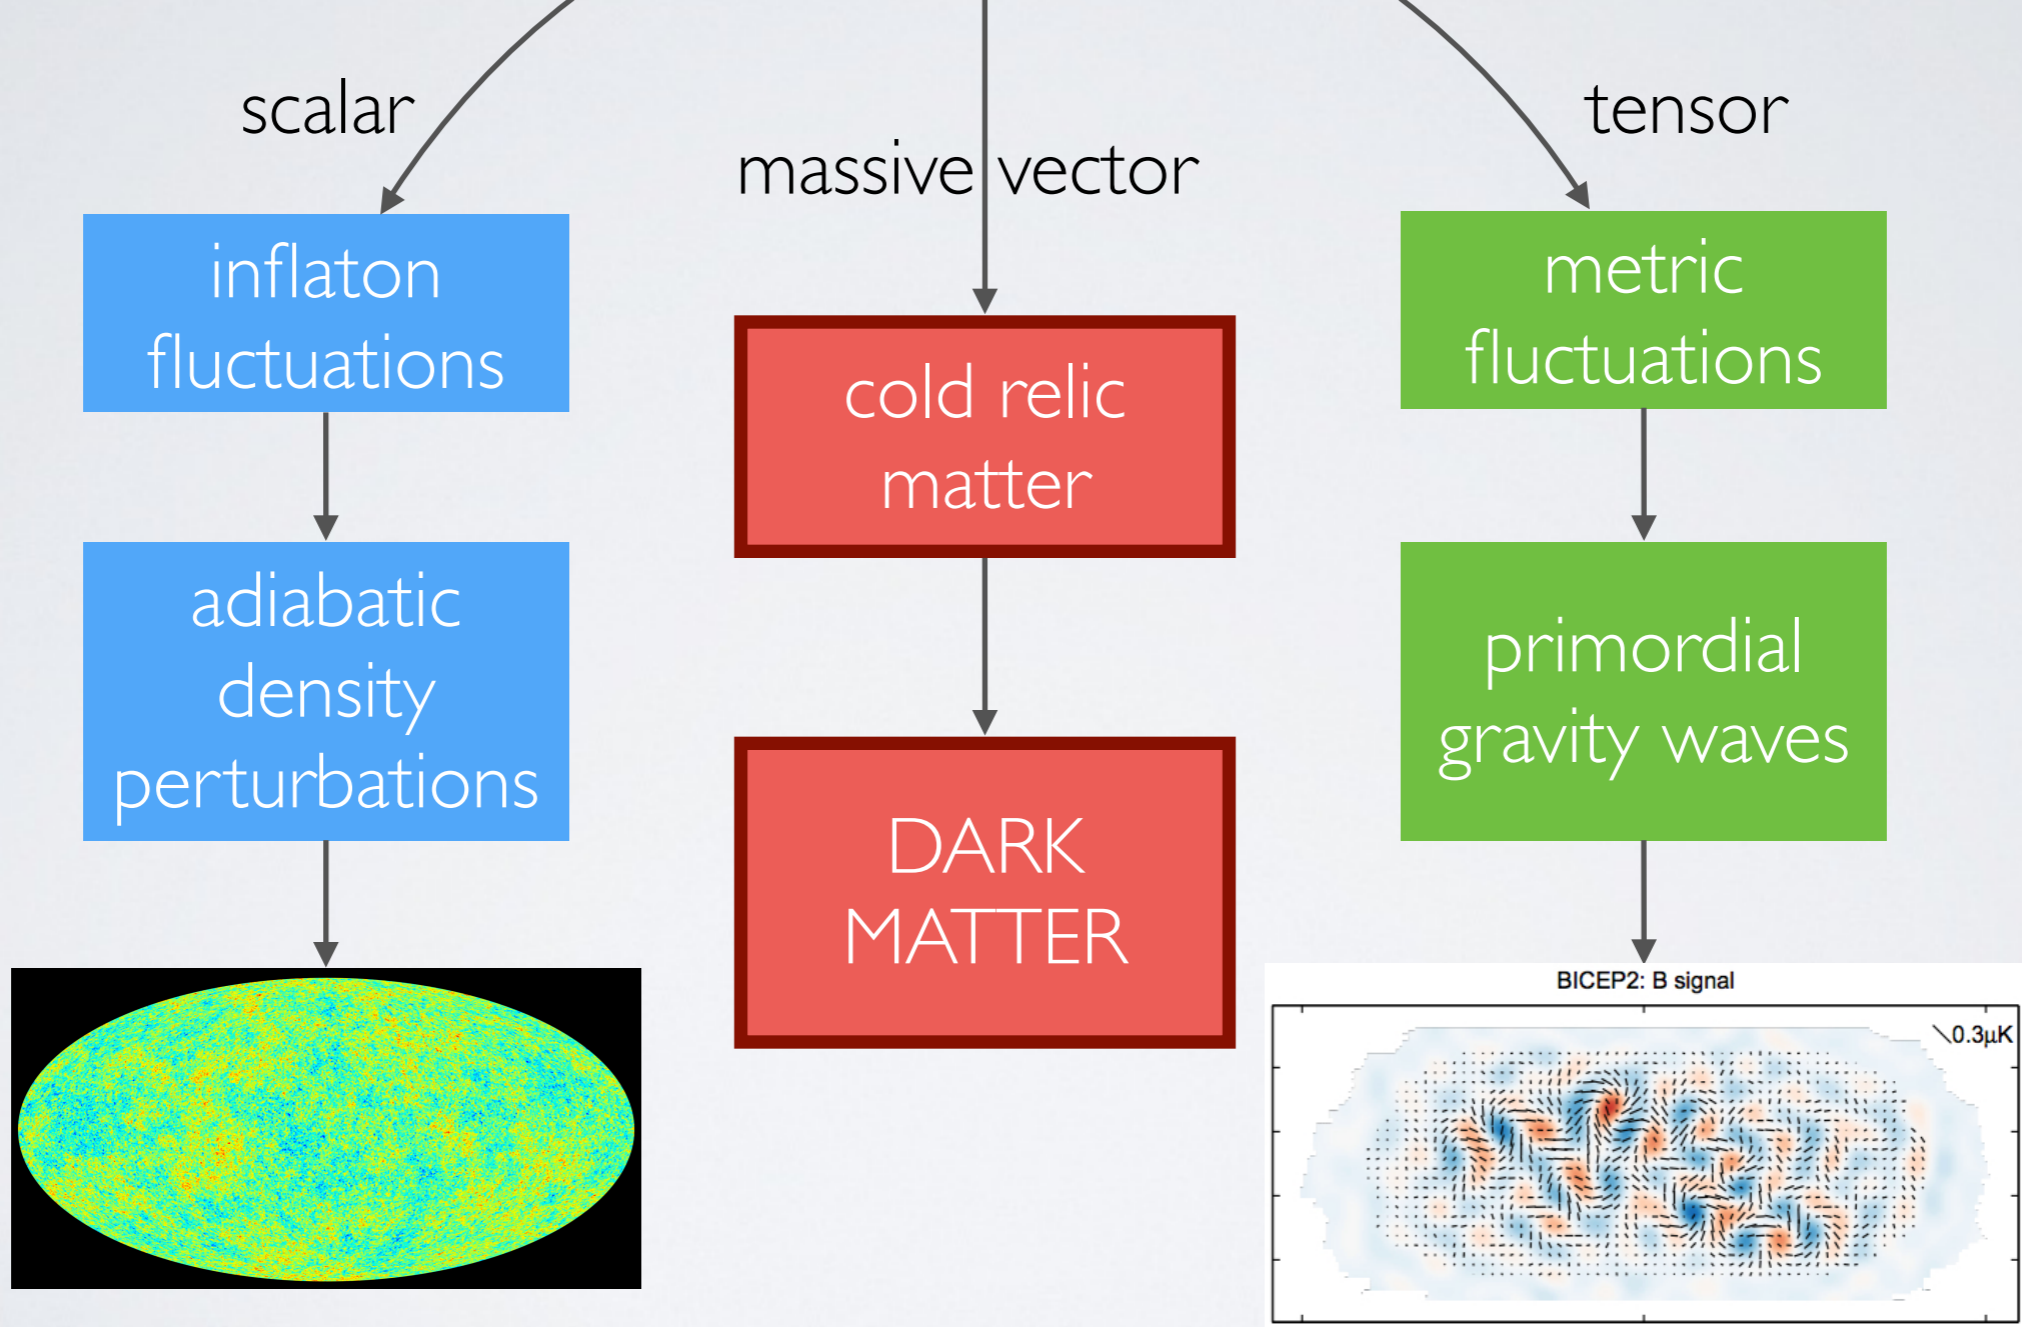 scalar
massive vector
tensor
inflaton
fluctuations
cold relic
matter
metric
fluctuations
adiabatic
density
perturbations
DARK
MATTER
primordial
gravity waves
BICEP2: B signal
0.3μK